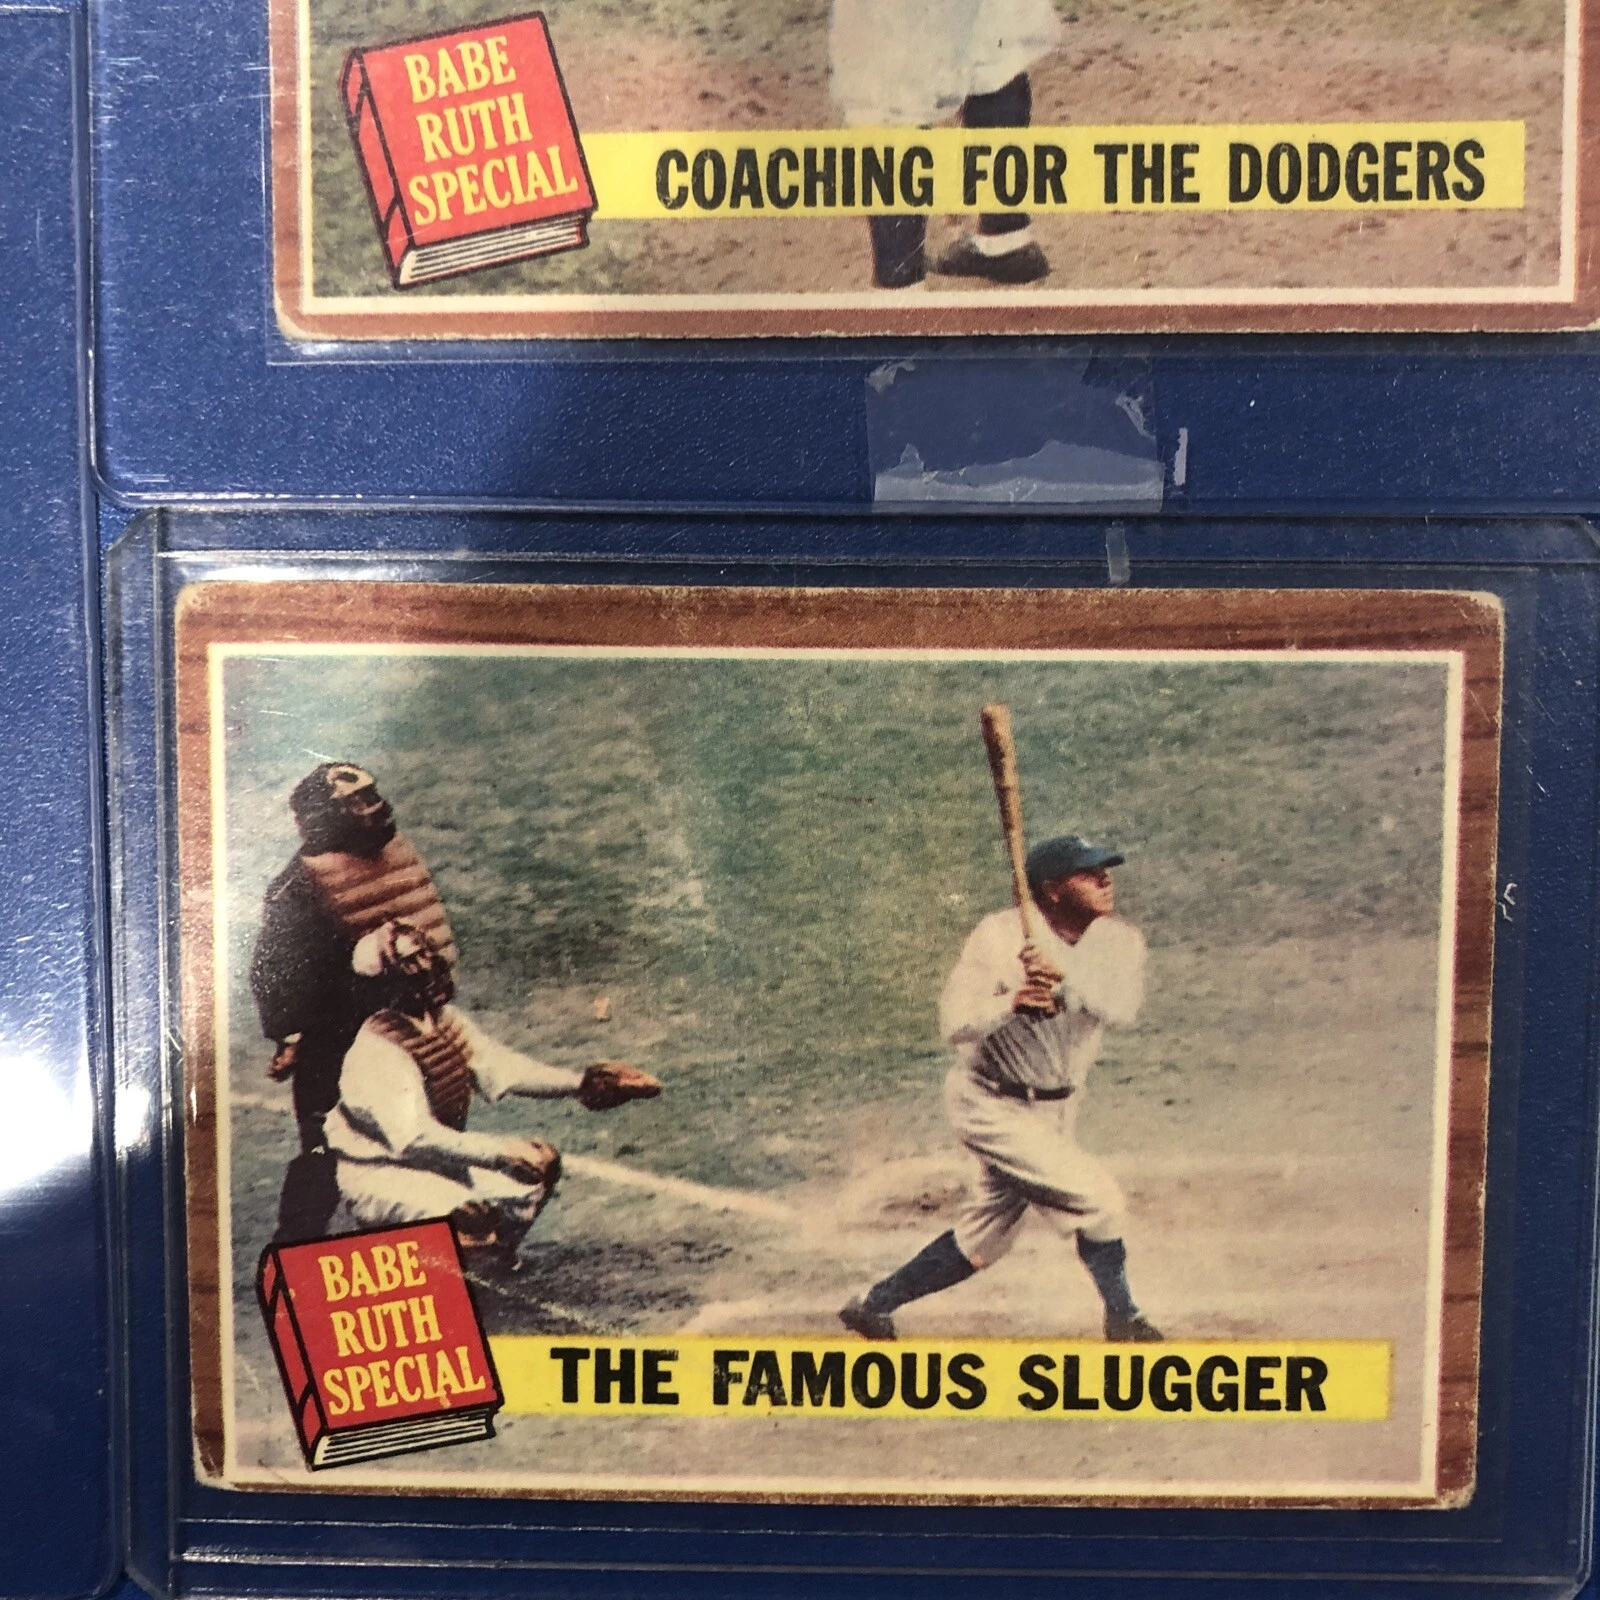 BABE
RUTH
SPECIAL
COACHING FOR THE DODGERS
BABE
RUTH
SPECIAL
THE FAMOUS SLUGGER